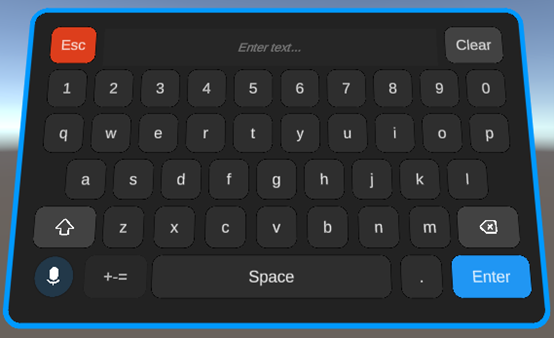 Esc Enter text... Clear
1 2 3 4 5 6 7 8 9 0
q w e r t y u i o p
a s d f g h j k l
z x c v b n m
+-= Space . Enter